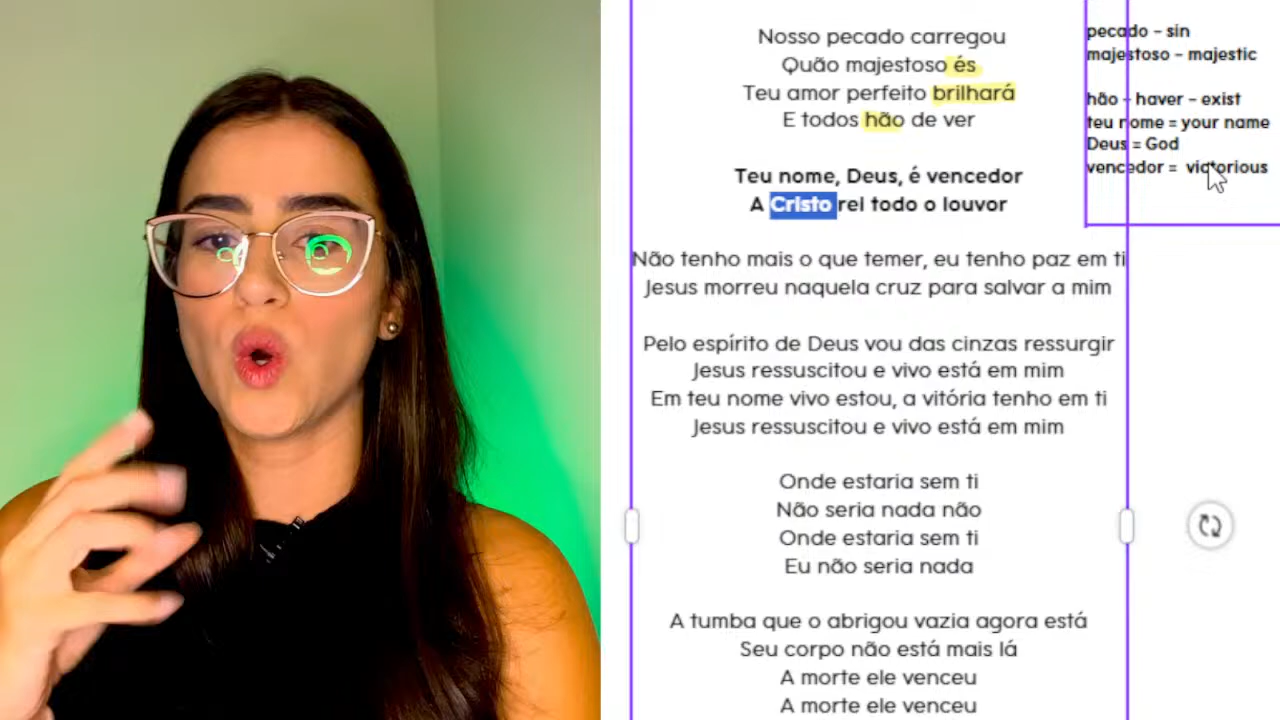 Nosso pecado carregou
Quão majestoso és
Teu amor perfeito brilhará
E todos hão de ver
Teu nome, Deus, é vencedor
A Cristo rei todo o louvor
Não tenho mais o que temer, eu tenho paz em ti
Jesus morreu naquela cruz para salvar a mim
Pelo espírito de Deus vou das cinzas ressurgir
Jesus ressuscitou e vivo está em mim
Em teu nome vivo estou, a vitória tenho em ti
Jesus ressuscitou e vivo está em mim
Onde estaria sem ti
Não seria nada não
Onde estaria sem ti
Eu não seria nada
A tumba que o abrigou vazia agora está
Seu corpo não está mais lá
A morte ele venceu
A morte ele venceu
pecado - sin
majestoso - majestic
hão - haver - exist
teu nome = your name
Deus = God
vencedor = victorious